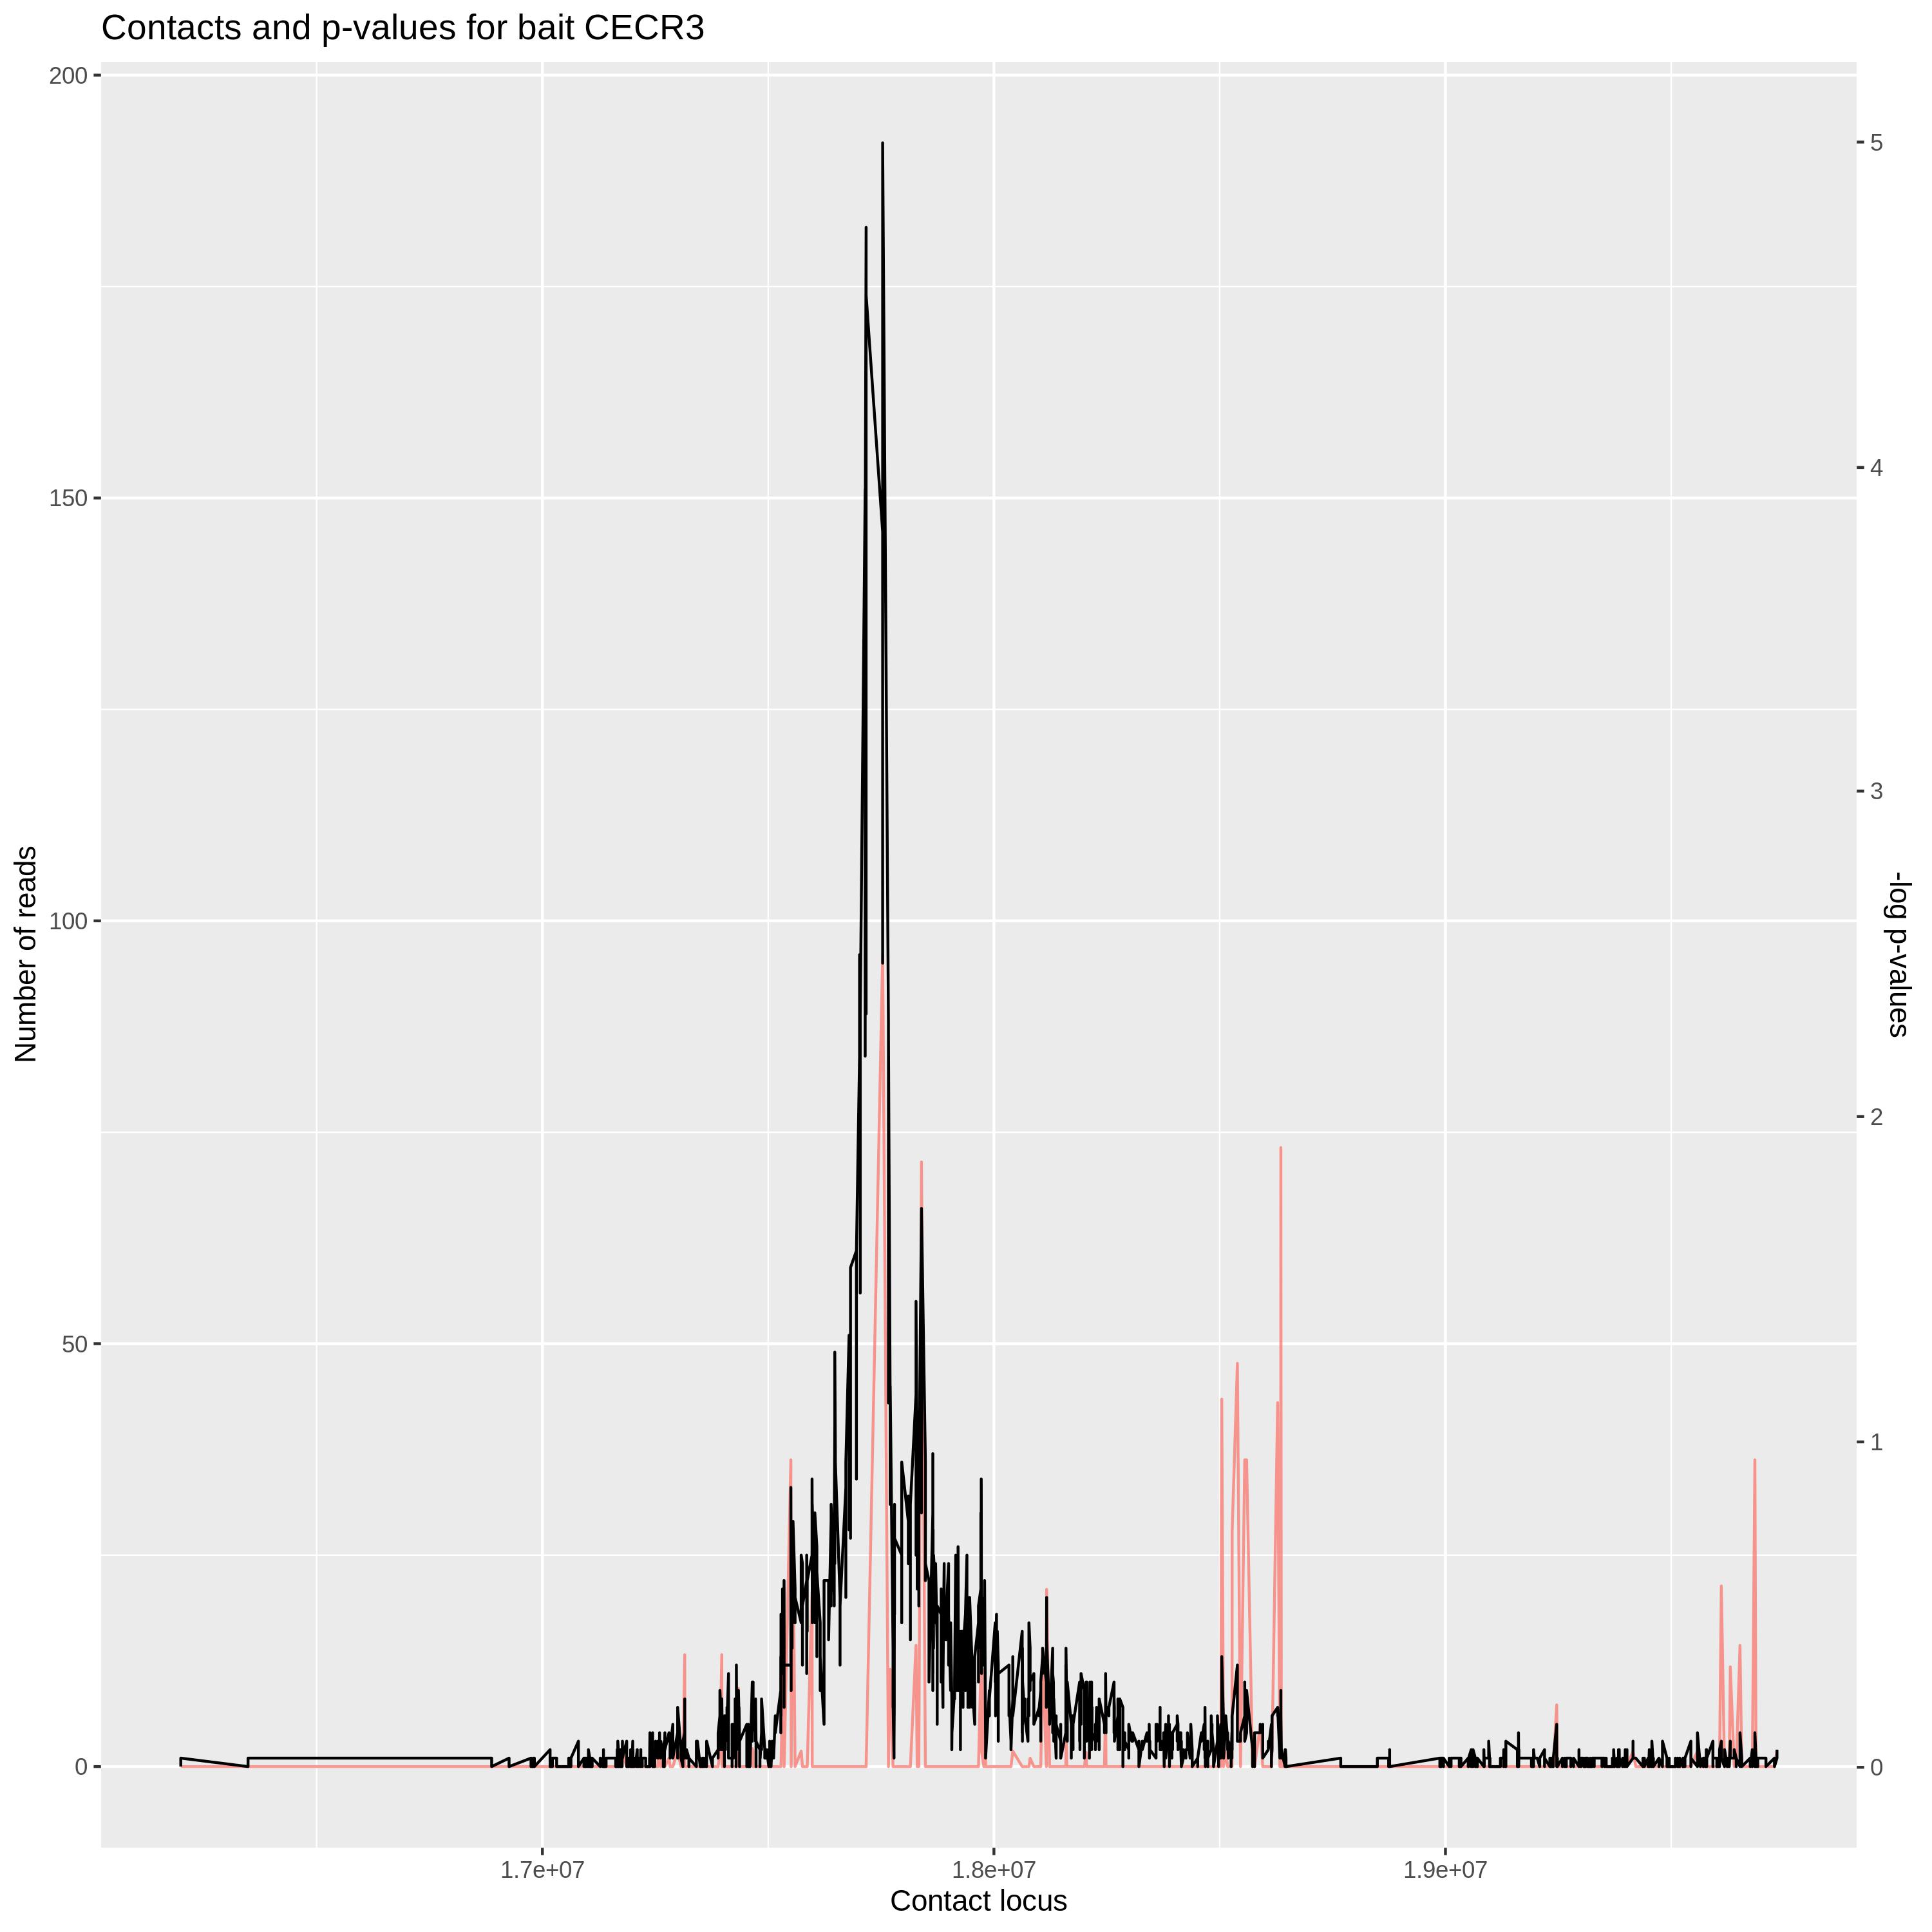 Contacts and p-values for bait CECR3
200
150
100
50
0
Number of reads
5
4
3
2
1
0
-log p-values
1.7e+07
1.8e+07
1.9e+07
Contact locus